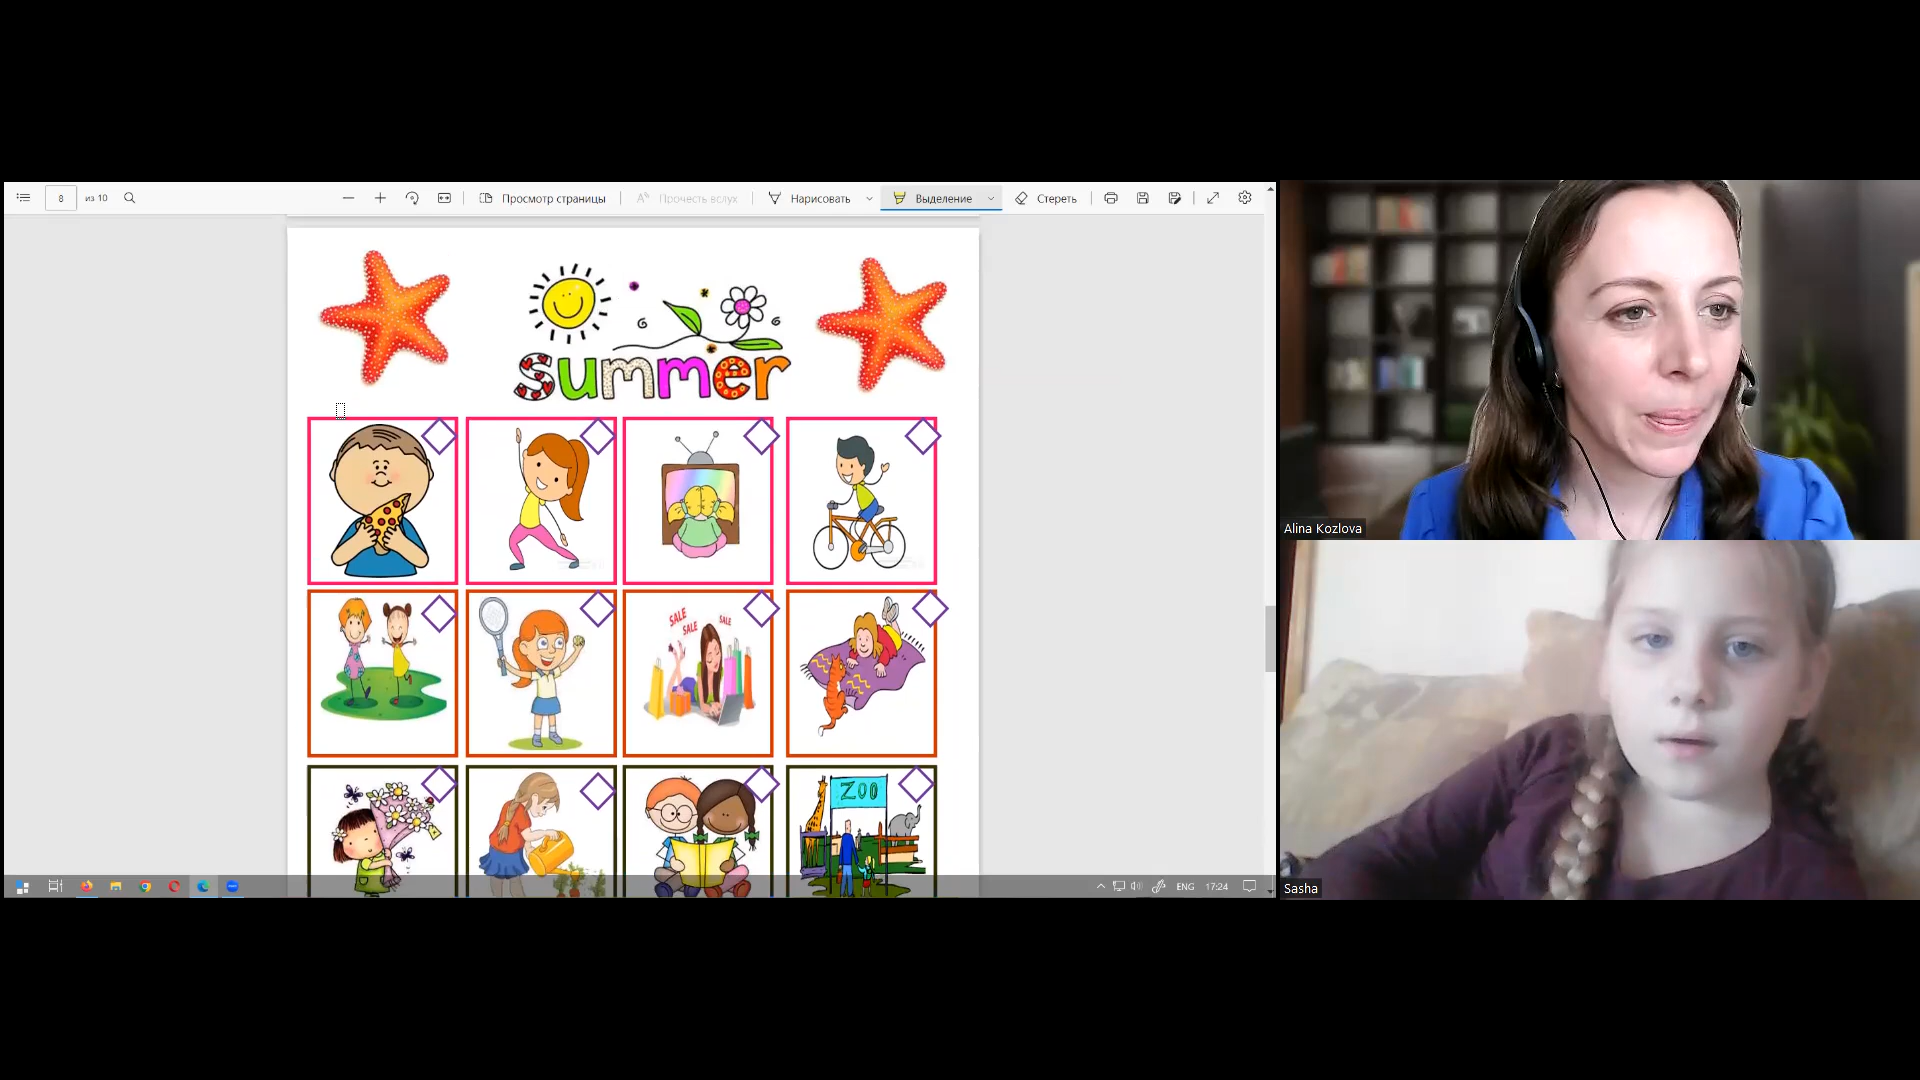 8 из 10 Просмотр страницы Прочесть вслух Нарисовать Выделение Стереть
summer
SALE
SALE SALE
ZOO
ENG 17:24
Alina Kozlova
Sasha